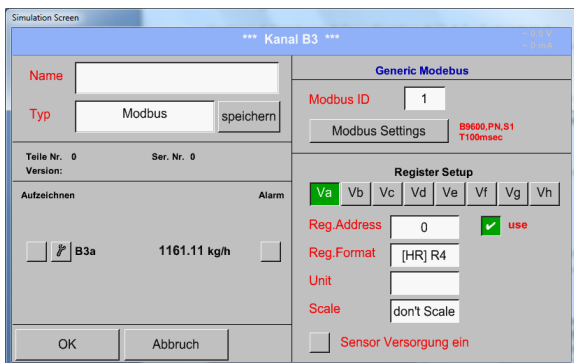 Simulation Screen
*** Kanal B3 ***
~ 0.0 V
~ 0 mA
Name
Typ
Modbus
speichern
Teile Nr. 0
Ser. Nr. 0
Version:
Aufzeichnen
Alarm
B3a
1161.11 kg/h
OK
Abbruch
Generic Modebus
Modbus ID
1
Modbus Settings
B9600,PN,S1
T100msec
Register Setup
Va
Vb
Vc
Vd
Ve
Vf
Vg
Vh
Reg.Address
0
use
Reg.Format
[HR] R4
Unit
Scale
don't Scale
Sensor Versorgung ein